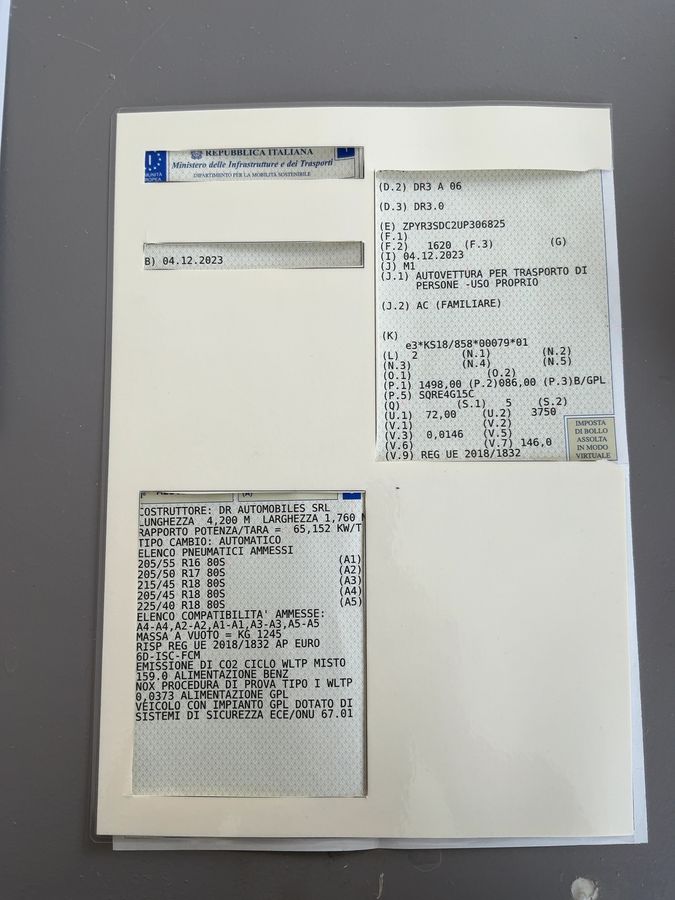 REPUBBLICA ITALIANA
Ministero delle Infrastrutture e dei Trasporti
DIPARTIMENTO PER LA MOBILITÀ SOSTENIBILE
B) 04.12.2023
(D.2) DR3 A 06
(D.3) DR3.0
(E) ZPYR3SDC2UP306825
(F.1)
(F.2) 1620 (F.3) (G)
(I) 04.12.2023
(J) M1
(J.1) AUTOVETTURA PER TRASPORTO DI
PERSONE -USO PROPRIO
(J.2) AC (FAMILIARE)
(K)
e3*KS18/858*00079*01
(L) 2 (N.1) (N.2)
(N.3) (N.4) (N.5)
(O.1) (O.2)
(P.1) 1498,00 (P.2)086,00 (P.3)B/GPL
(P.5) SQRE4G15C
(Q) (S.1) 5 (S.2)
(U.1) 72,00 (U.2) 3750
(V.1) (V.2)
(V.3) 0,0146 (V.5)
(V.6) (V.7) 146,0
(V.9) REG UE 2018/1832
IMPOSTA
DI BOLLO
ASSOLTA
IN MODO
VIRTUALE
COSTRUTTORE: DR AUTOMOBILES SRL
LUNGHEZZA 4,200 M LARGHEZZA 1,760 M
RAPPORTO POTENZA/TARA = 65,152 KW/T
TIPO CAMBIO: AUTOMATICO
ELENCO PNEUMATICI AMMESSI
205/55 R16 80S (A1)
205/50 R17 80S (A2)
215/45 R18 80S (A3)
205/45 R18 80S (A4)
225/40 R18 80S (A5)
ELENCO COMPATIBILITA' AMMESSE:
A4-A4,A2-A2,A1-A1,A3-A3,A5-A5
MASSA A VUOTO = KG 1245
RISP REG UE 2018/1832 AP EURO
6D-ISC-FCM
EMISSIONE DI CO2 CICLO WLTP MISTO
159.0 ALIMENTAZIONE BENZ
NOX PROCEDURA DI PROVA TIPO I WLTP
0,0373 ALIMENTAZIONE GPL
VEICOLO CON IMPIANTO GPL DOTATO DI
SISTEMI DI SICUREZZA ECE/ONU 67.01